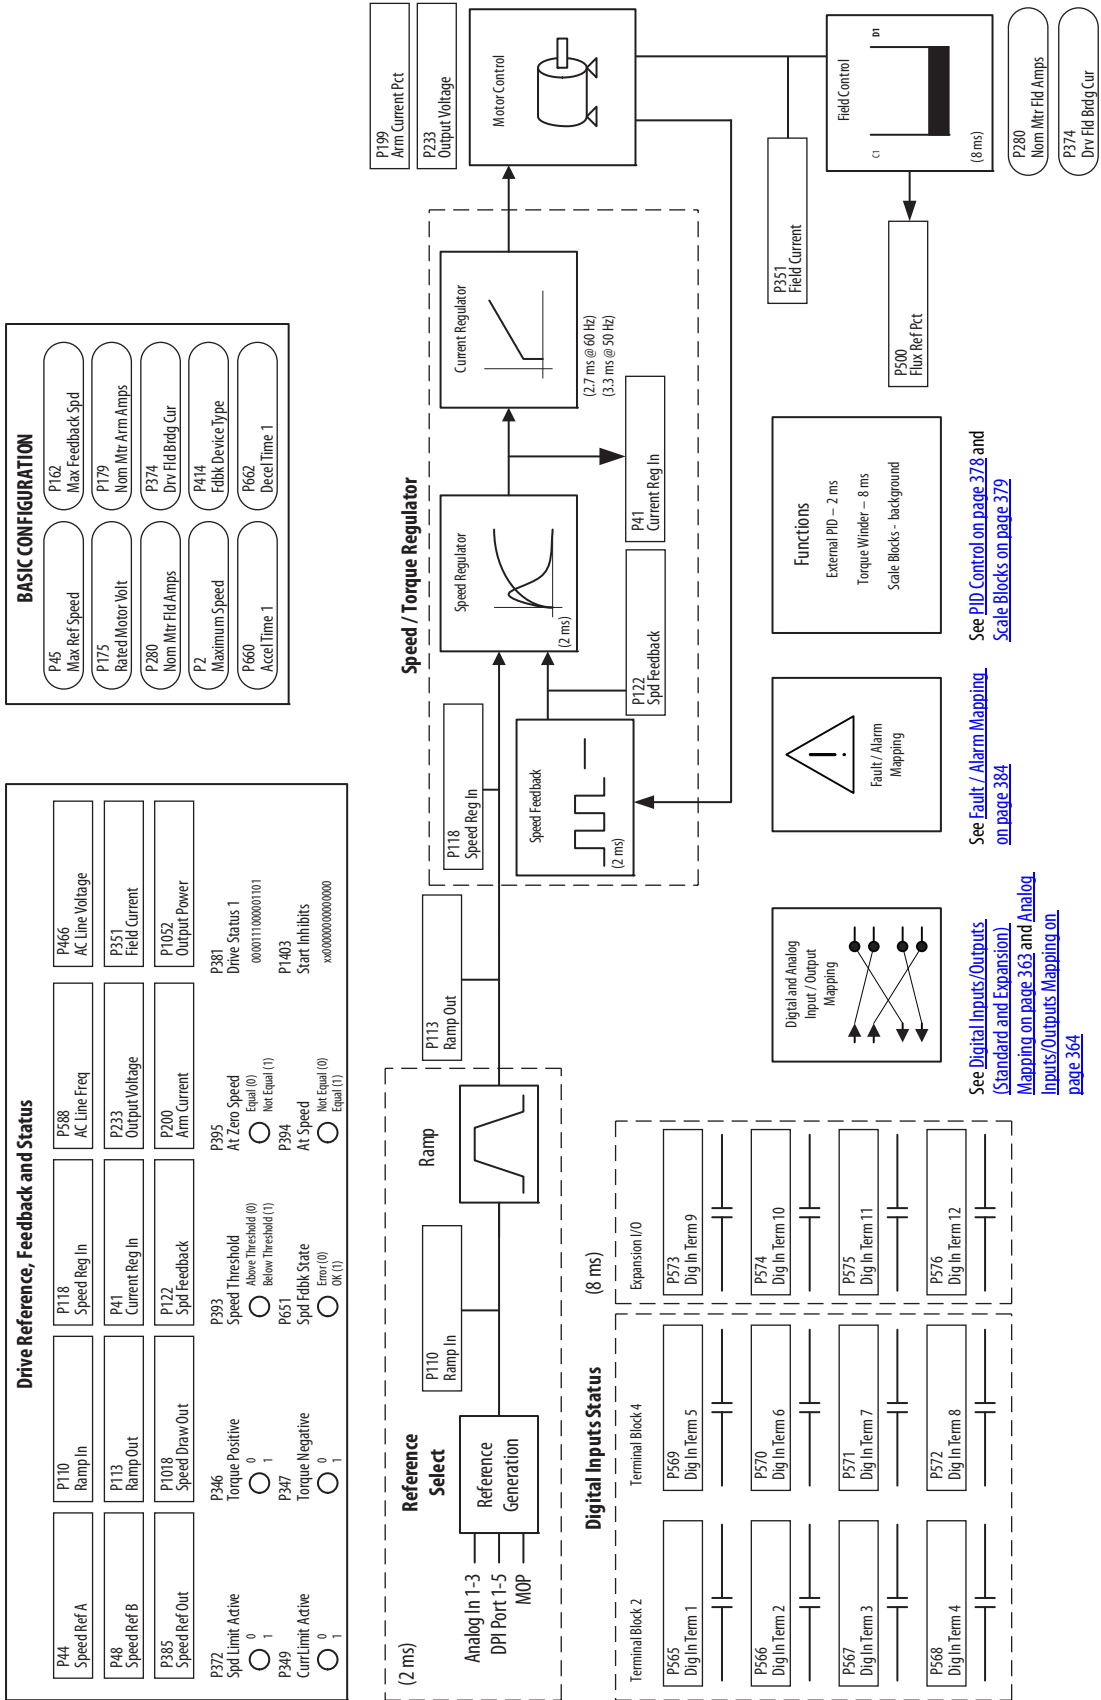 Drive Reference, Feedback and Status
P44
Speed Ref A
P110
Ramp In
P118
Speed Reg In
P588
AC Line Freq
P466
AC Line Voltage
P48
Speed Ref B
P113
Ramp Out
P41
Current Reg In
P233
Output Voltage
P351
Field Current
P385
Speed Ref Out
P1018
Speed Draw Out
P122
Spd Feedback
P200
Arm Current
P1052
Output Power
P372
Spd Limit Active
0
1
P346
Torque Positive
0
1
P393
Speed Threshold
Above Threshold (0)
Below Threshold (1)
P395
At Zero Speed
Equal (0)
Not Equal (1)
P381
Drive Status 1
0000111000001101
P349
CurrLimit Active
0
1
P347
Torque Negative
0
1
P651
Spd Fdbk State
Error (0)
OK (1)
P394
At Speed
Not Equal (0)
Equal (1)
P1403
Start Inhibits
xx00000000000000
BASIC CONFIGURATION
P45
Max Ref Speed
P162
Max Feedback Spd
P175
Rated Motor Volt
P179
Nom Mtr Arm Amps
P280
Nom Mtr Fld Amps
P374
Drv Fld Brdg Cur
P2
Maximum Speed
P414
Fdbk Device Type
P660
Accel Time 1
P662
Decel Time 1
(2 ms)
Reference
Select
Analog In 1-3
DPI Port 1-5
MOP
Reference
Generation
P110
Ramp In
Ramp
P113
Ramp Out
Speed / Torque Regulator
P118
Speed Reg In
Speed Feedback
(2 ms)
P122
Spd Feedback
Speed Regulator
(2 ms)
P41
Current Reg In
Current Regulator
(2.7 ms @ 60 Hz)
(3.3 ms @ 50 Hz)
P199
Arm Current Pct
P233
Output Voltage
Motor Control
P351
Field Current
Field Control
C1
D1
(8 ms)
P500
Flux Ref Pct
P280
Nom Mtr Fld Amps
P374
Drv Fld Brdg Cur
Digital Inputs Status
(8 ms)
Terminal Block 2
Terminal Block 4
Expansion I/O
P565
Dig In Term 1
P569
Dig In Term 5
P573
Dig In Term 9
P566
Dig In Term 2
P570
Dig In Term 6
P574
Dig In Term 10
P567
Dig In Term 3
P571
Dig In Term 7
P575
Dig In Term 11
P568
Dig In Term 4
P572
Dig In Term 8
P576
Dig In Term 12
Digtal and Analog
Input / Output
Mapping
See Digital Inputs/Outputs
(Standard and Expansion)
Mapping on page 363 and Analog
Inputs/Outputs Mapping on
page 364
Fault / Alarm
Mapping
See Fault / Alarm Mapping
on page 384
Functions
External PID – 2 ms
Torque Winder – 8 ms
Scale Blocks - background
See PID Control on page 378 and
Scale Blocks on page 379